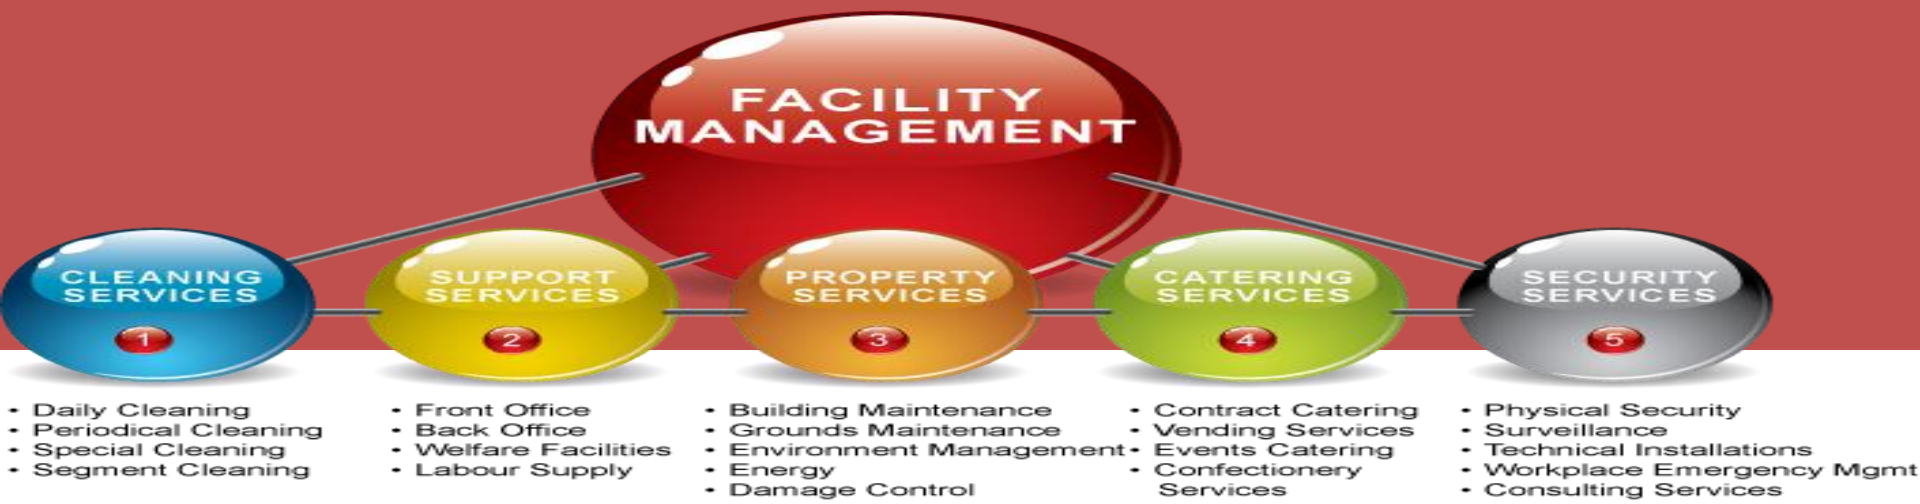 FACILITY
MANAGEMENT
CLEANING
SERVICES
1
SUPPORT
SERVICES
2
PROPERTY
SERVICES
3
CATERING
SERVICES
4
SECURITY
SERVICES
5
• Daily Cleaning
• Periodical Cleaning
• Special Cleaning
• Segment Cleaning
• Front Office
• Back Office
• Welfare Facilities
• Labour Supply
• Building Maintenance
• Grounds Maintenance
• Environment Management
• Energy
• Damage Control
• Contract Catering
• Vending Services
• Events Catering
• Confectionery
Services
• Physical Security
• Surveillance
• Technical Installations
• Workplace Emergency Mgmt
• Consulting Services